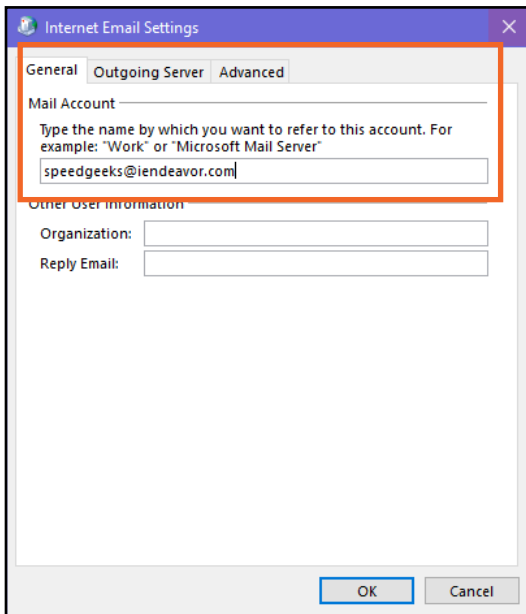 Internet Email Settings
General Outgoing Server Advanced
Mail Account
Type the name by which you want to refer to this account. For
example: "Work" or "Microsoft Mail Server"
speedgeeks@iendeavor.com
Other User Information
Organization:
Reply Email:
OK Cancel